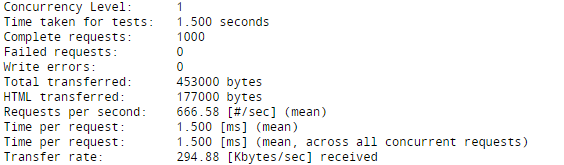 Concurrency Level: 1
Time taken for tests: 1.500 seconds
Complete requests: 1000
Failed requests: 0
Write errors: 0
Total transferred: 453000 bytes
HTML transferred: 177000 bytes
Requests per second: 666.58 [#/sec] (mean)
Time per request: 1.500 [ms] (mean)
Time per request: 1.500 [ms] (mean, across all concurrent requests)
Transfer rate: 294.88 [Kbytes/sec] received